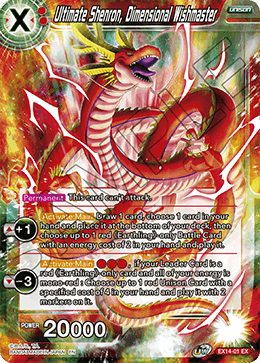 X
Ultimate Shenron, Dimensional Wishmaster
UNISON
Permanent This card can't attack.
+1
Activate:Main Draw 1 card, choose 1 card in your
hand and place it at the bottom of your deck, then
choose up to 1 red ⟨Earthling⟩-only Battle Card
with an energy cost of 2 in your hand and play it.
-3
Activate:Main , if your Leader Card is a
red ⟨Earthling⟩-only card and all of your energy is
mono-red : Choose up to 1 red Unison Card with a
specified cost of 4 in your hand and play it with 2
markers on it.
POWER 20000
EX14-01 EX